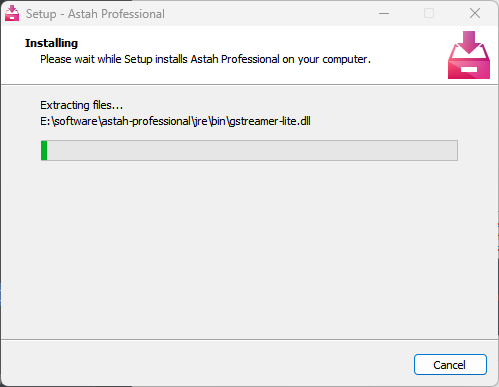 Setup - Astah Professional
Installing
Please wait while Setup installs Astah Professional on your computer.
Extracting files...
E:\software\astah-professional\jre\bin\gstreamer-lite.dll
Cancel